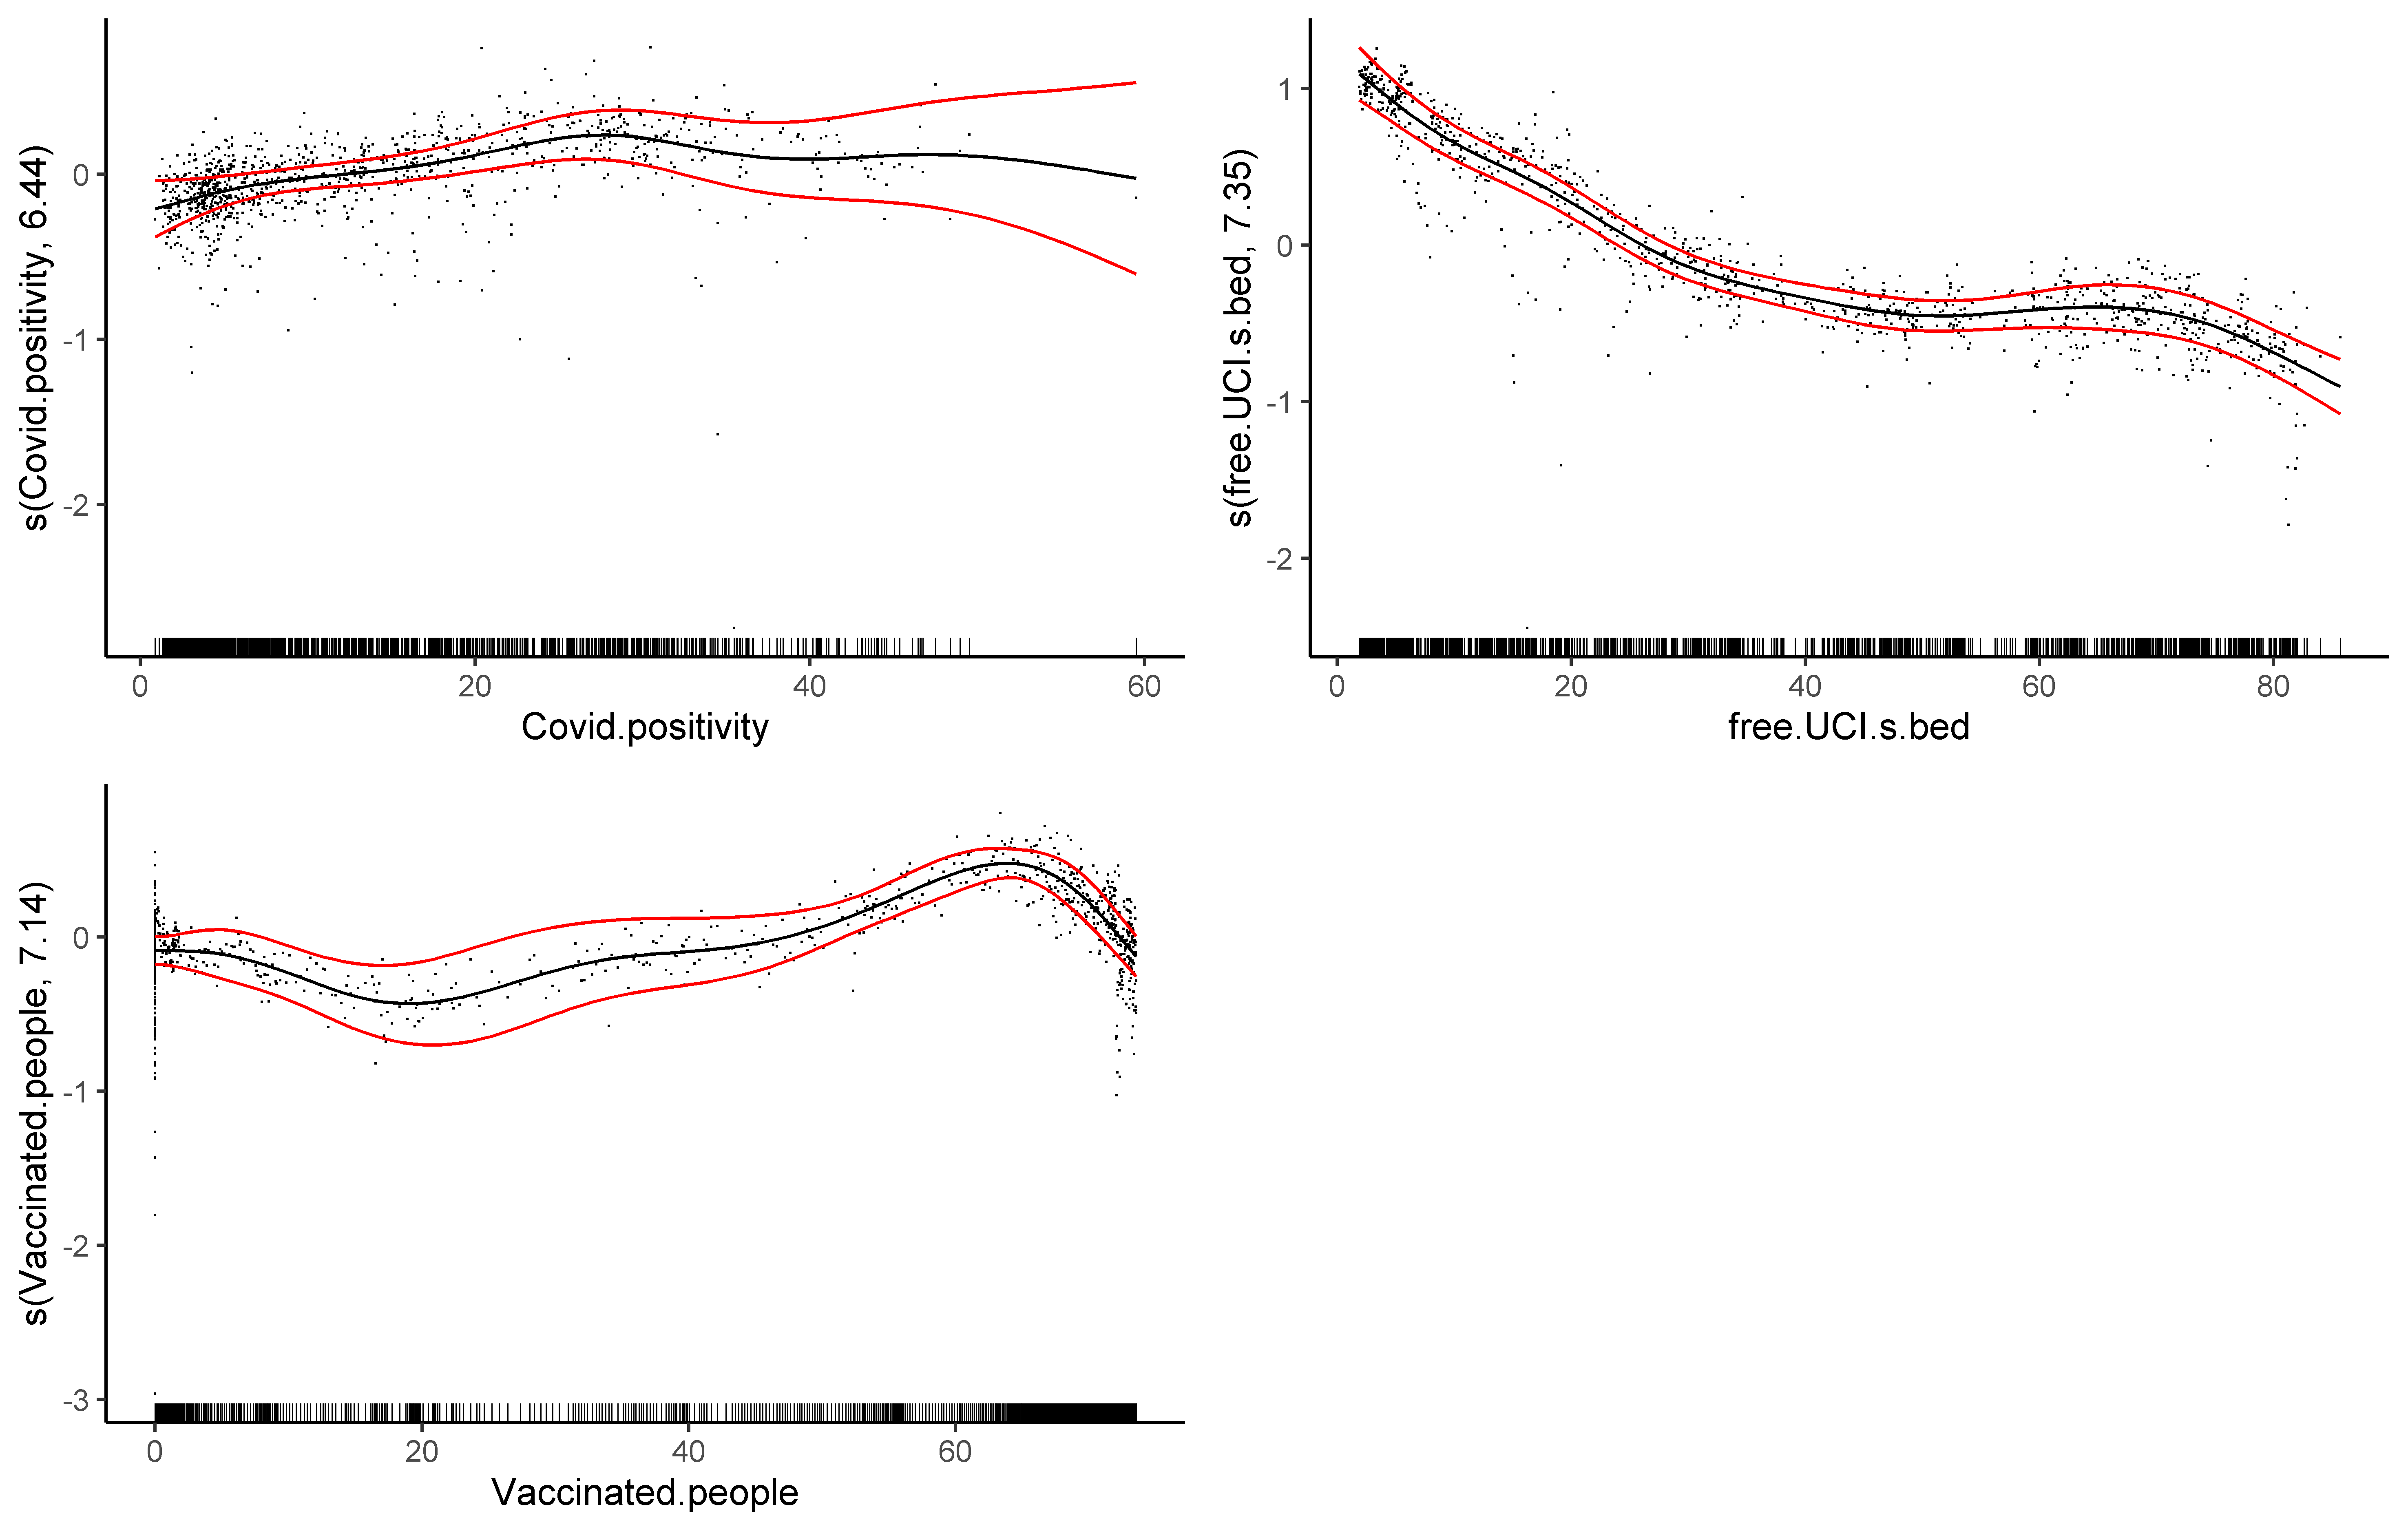 s(Covid.positivity, 6.44)
0
-1
-2
0 20 40 60
Covid.positivity
s(free.UCI.s.bed, 7.35)
1
0
-1
-2
0 20 40 60 80
free.UCI.s.bed
s(Vaccinated.people, 7.14)
0
-1
-2
-3
0 20 40 60
Vaccinated.people